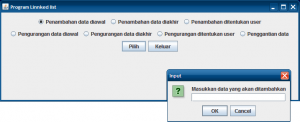 Program Linnked list
Penambahan data diawal Penambahan data diakhir Penambahan ditentukan user
Pengurangan data diawal Pengurangan data diakhir Pengurangan ditentukan user Penggantian data
Pilih Keluar
Input
Masukkan data yang akan ditambahkan
OK Cancel